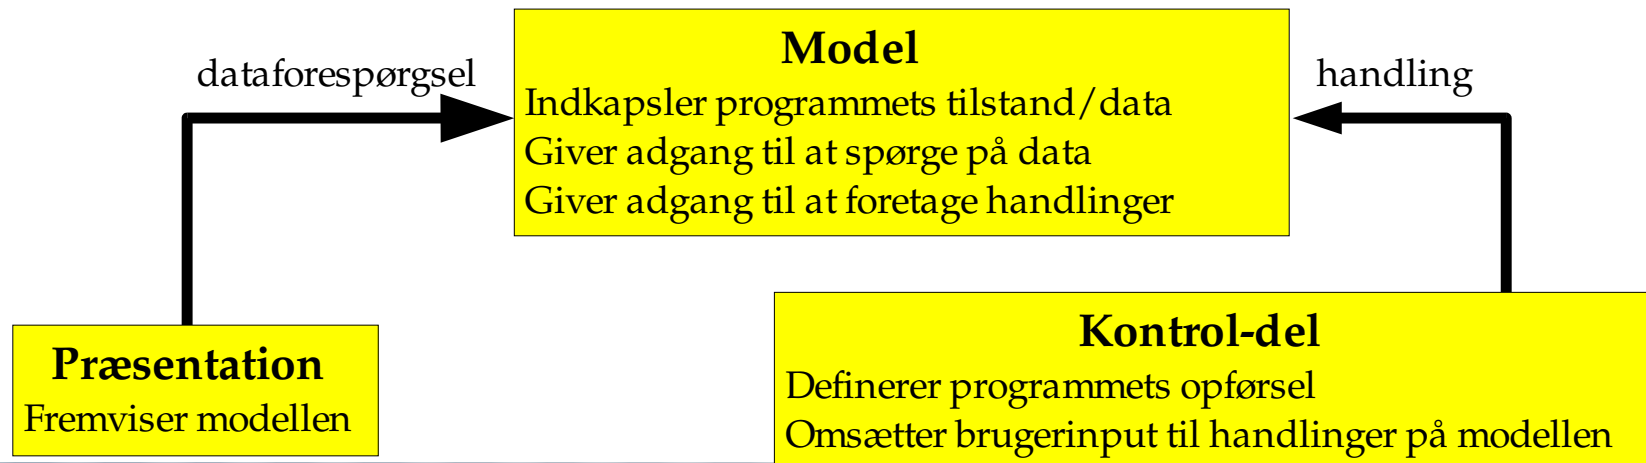 Model
dataforespørgsel
handling
Indkapsler programmets tilstand/data
Giver adgang til at spørge på data
Giver adgang til at foretage handlinger
Præsentation
Fremviser modellen
Kontrol-del
Definerer programmets opførsel
Omsætter brugerinput til handlinger på modellen